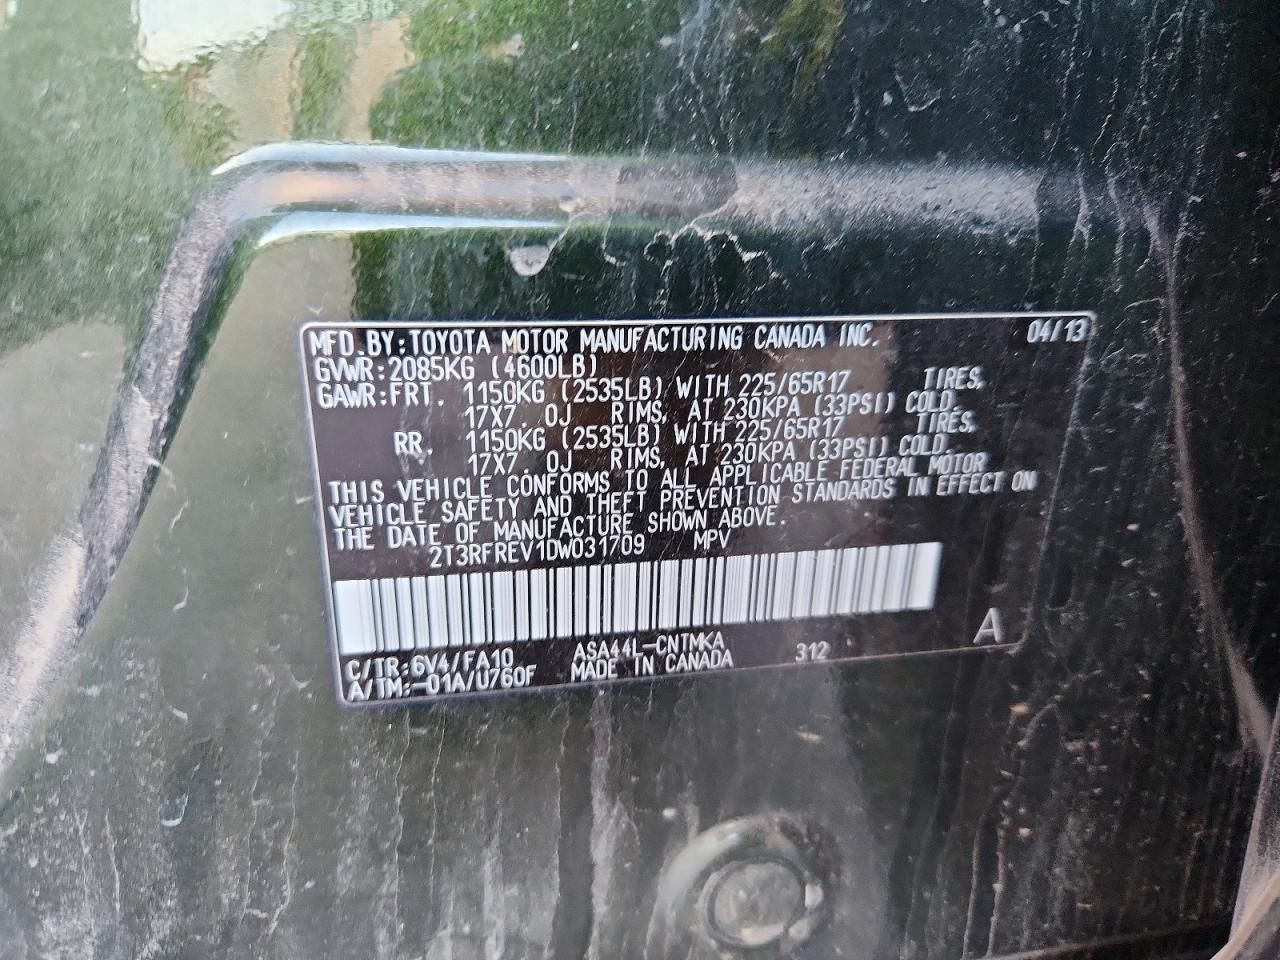 MFD. BY: TOYOTA MOTOR MANUFACTURING CANADA INC. 04/13
GVWR: 2085KG (4600LB)
GAWR: FRT. 1150KG (2535LB) WITH 225/65R17 TIRES,
17X7.0J RIMS, AT 230KPA (33PSI) COLD.
RR. 1150KG (2535LB) WITH 225/65R17 TIRES,
17X7.0J RIMS, AT 230KPA (33PSI) COLD.
THIS VEHICLE CONFORMS TO ALL APPLICABLE FEDERAL MOTOR
VEHICLE SAFETY AND THEFT PREVENTION STANDARDS IN EFFECT ON
THE DATE OF MANUFACTURE SHOWN ABOVE.
2T3RFREV1DW031709 MPV
C/TR: 6V4/FA10 ASA44L-CNTMKA 312 A
A/TM: -01A/U760F MADE IN CANADA